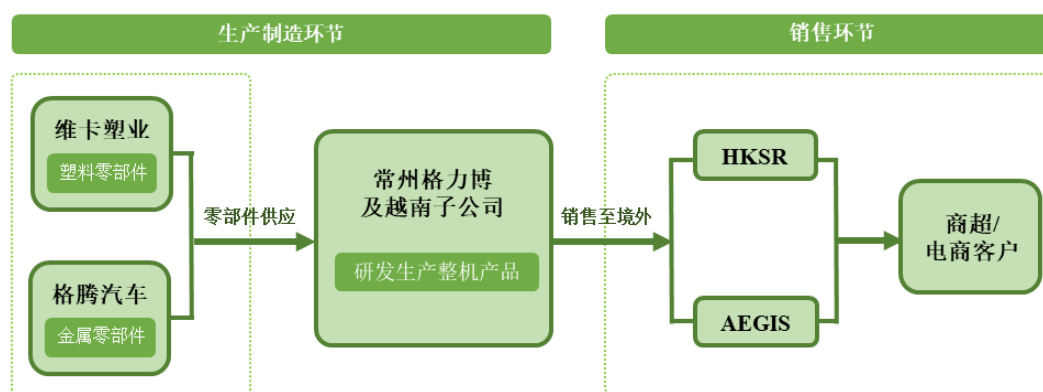 生产制造环节
销售环节
维卡塑业
塑料零部件
格腾汽车
金属零部件
零部件供应
常州格力博
及越南子公司
研发生产整机产品
销售至境外
HKSR
AEGIS
商超/
电商客户